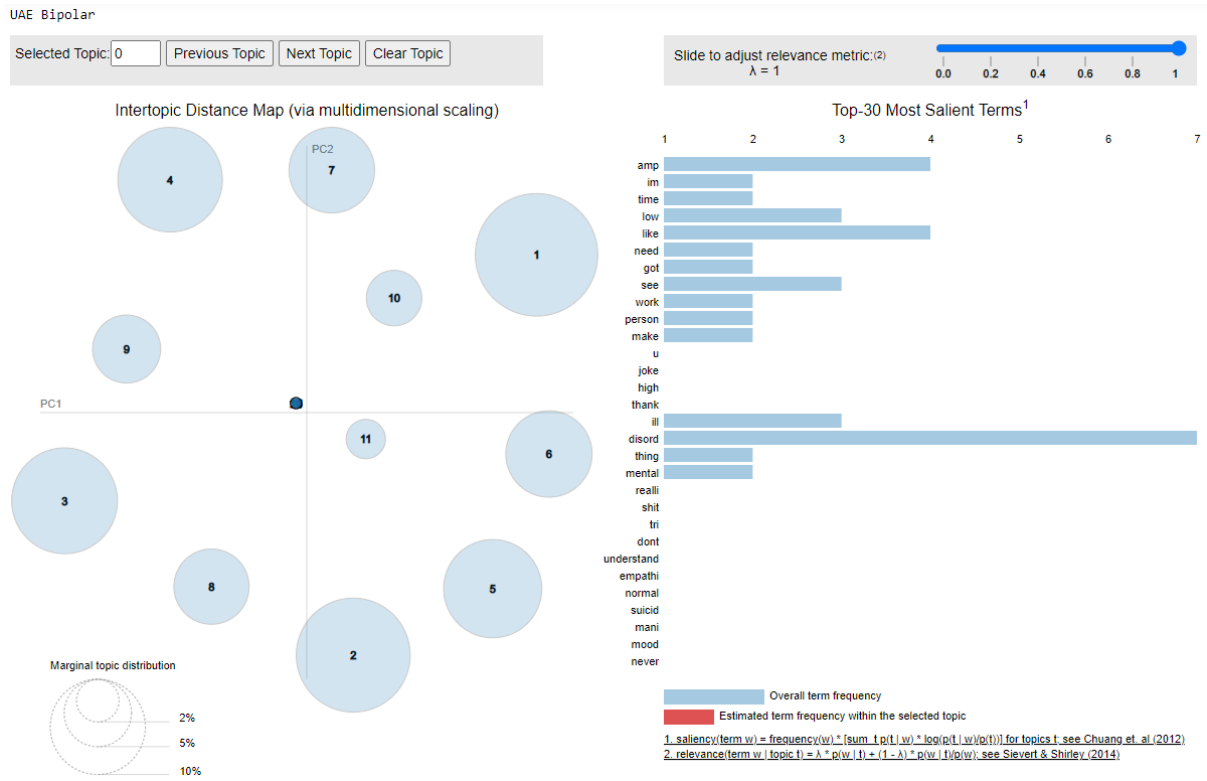 UAE Bipolar
Selected Topic: 0 Previous Topic Next Topic Clear Topic
Slide to adjust relevance metric:(2)
λ = 1
0.0 0.2 0.4 0.6 0.8 1
Intertopic Distance Map (via multidimensional scaling)
PC2
PC1
4
7
1
10
9
11
6
3
8
5
2
Marginal topic distribution
2%
5%
10%
Top-30 Most Salient Terms1
1 2 3 4 5 6 7
amp
im
time
low
like
need
got
see
work
person
make
u
joke
high
thank
ill
disord
thing
mental
realli
shit
tri
dont
understand
empathi
normal
suicid
mani
mood
never
Overall term frequency
Estimated term frequency within the selected topic
1. saliency(term w) = frequency(w) * [sum_t p(t | w) * log(p(t | w)/p(t))] for topics t; see Chuang et. al (2012)
2. relevance(term w | topic t) = λ * p(w | t) + (1 - λ) * p(w | t)/p(w); see Sievert & Shirley (2014)